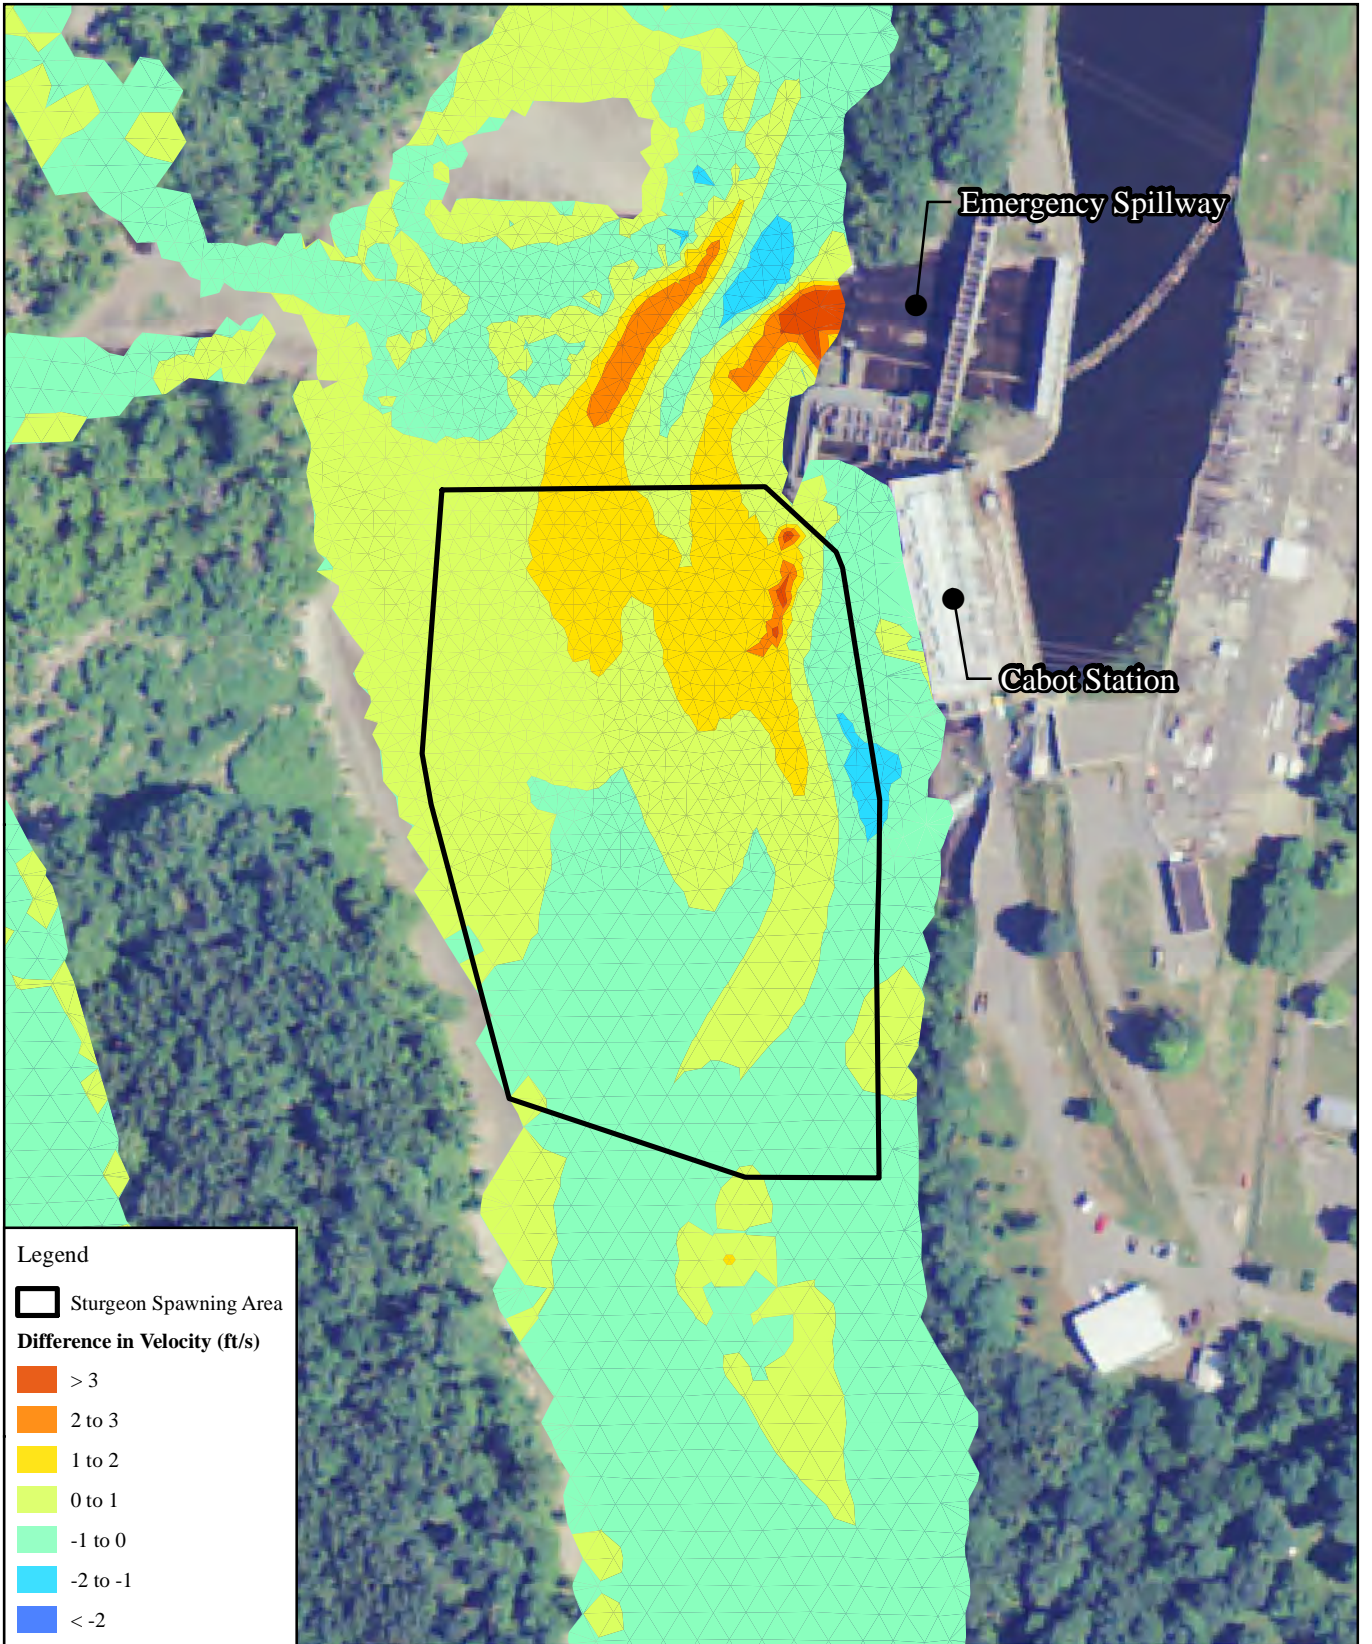 Emergency Spillway
Cabot Station
Legend
Sturgeon Spawning Area
Difference in Velocity (ft/s)
> 3
2 to 3
1 to 2
0 to 1
-1 to 0
-2 to -1
< -2